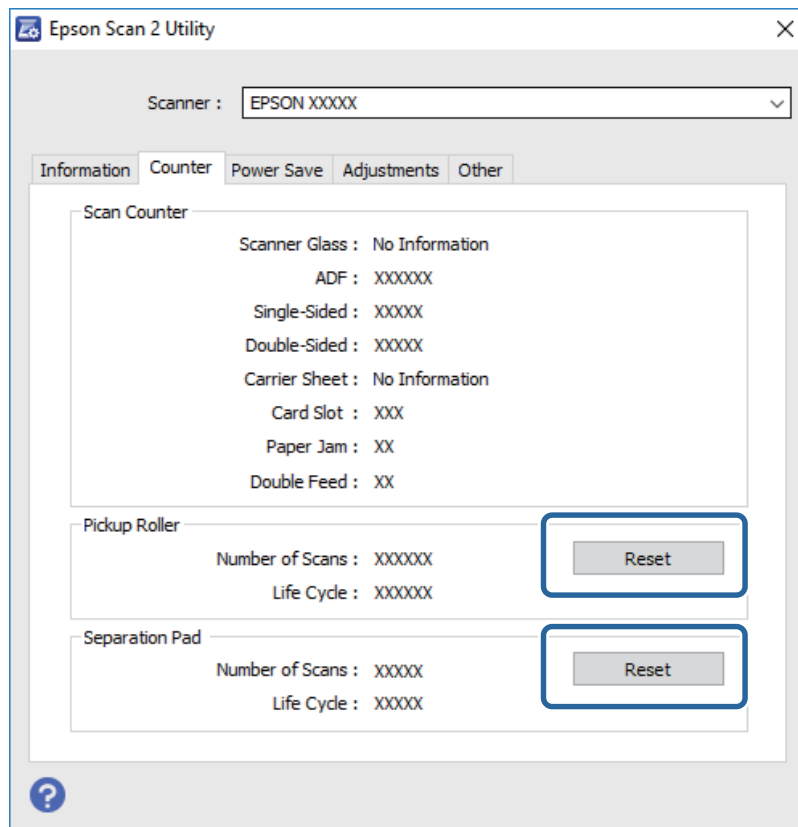 Epson Scan 2 Utility
Scanner : EPSON XXXXX
Information Counter Power Save Adjustments Other
Scan Counter
Scanner Glass : No Information
ADF : XXXXXX
Single-Sided : XXXXX
Double-Sided : XXXXX
Carrier Sheet : No Information
Card Slot : XXX
Paper Jam : XX
Double Feed : XX
Pickup Roller
Number of Scans : XXXXXX Reset
Life Cycle : XXXXXX
Separation Pad
Number of Scans : XXXXX Reset
Life Cycle : XXXXX
?